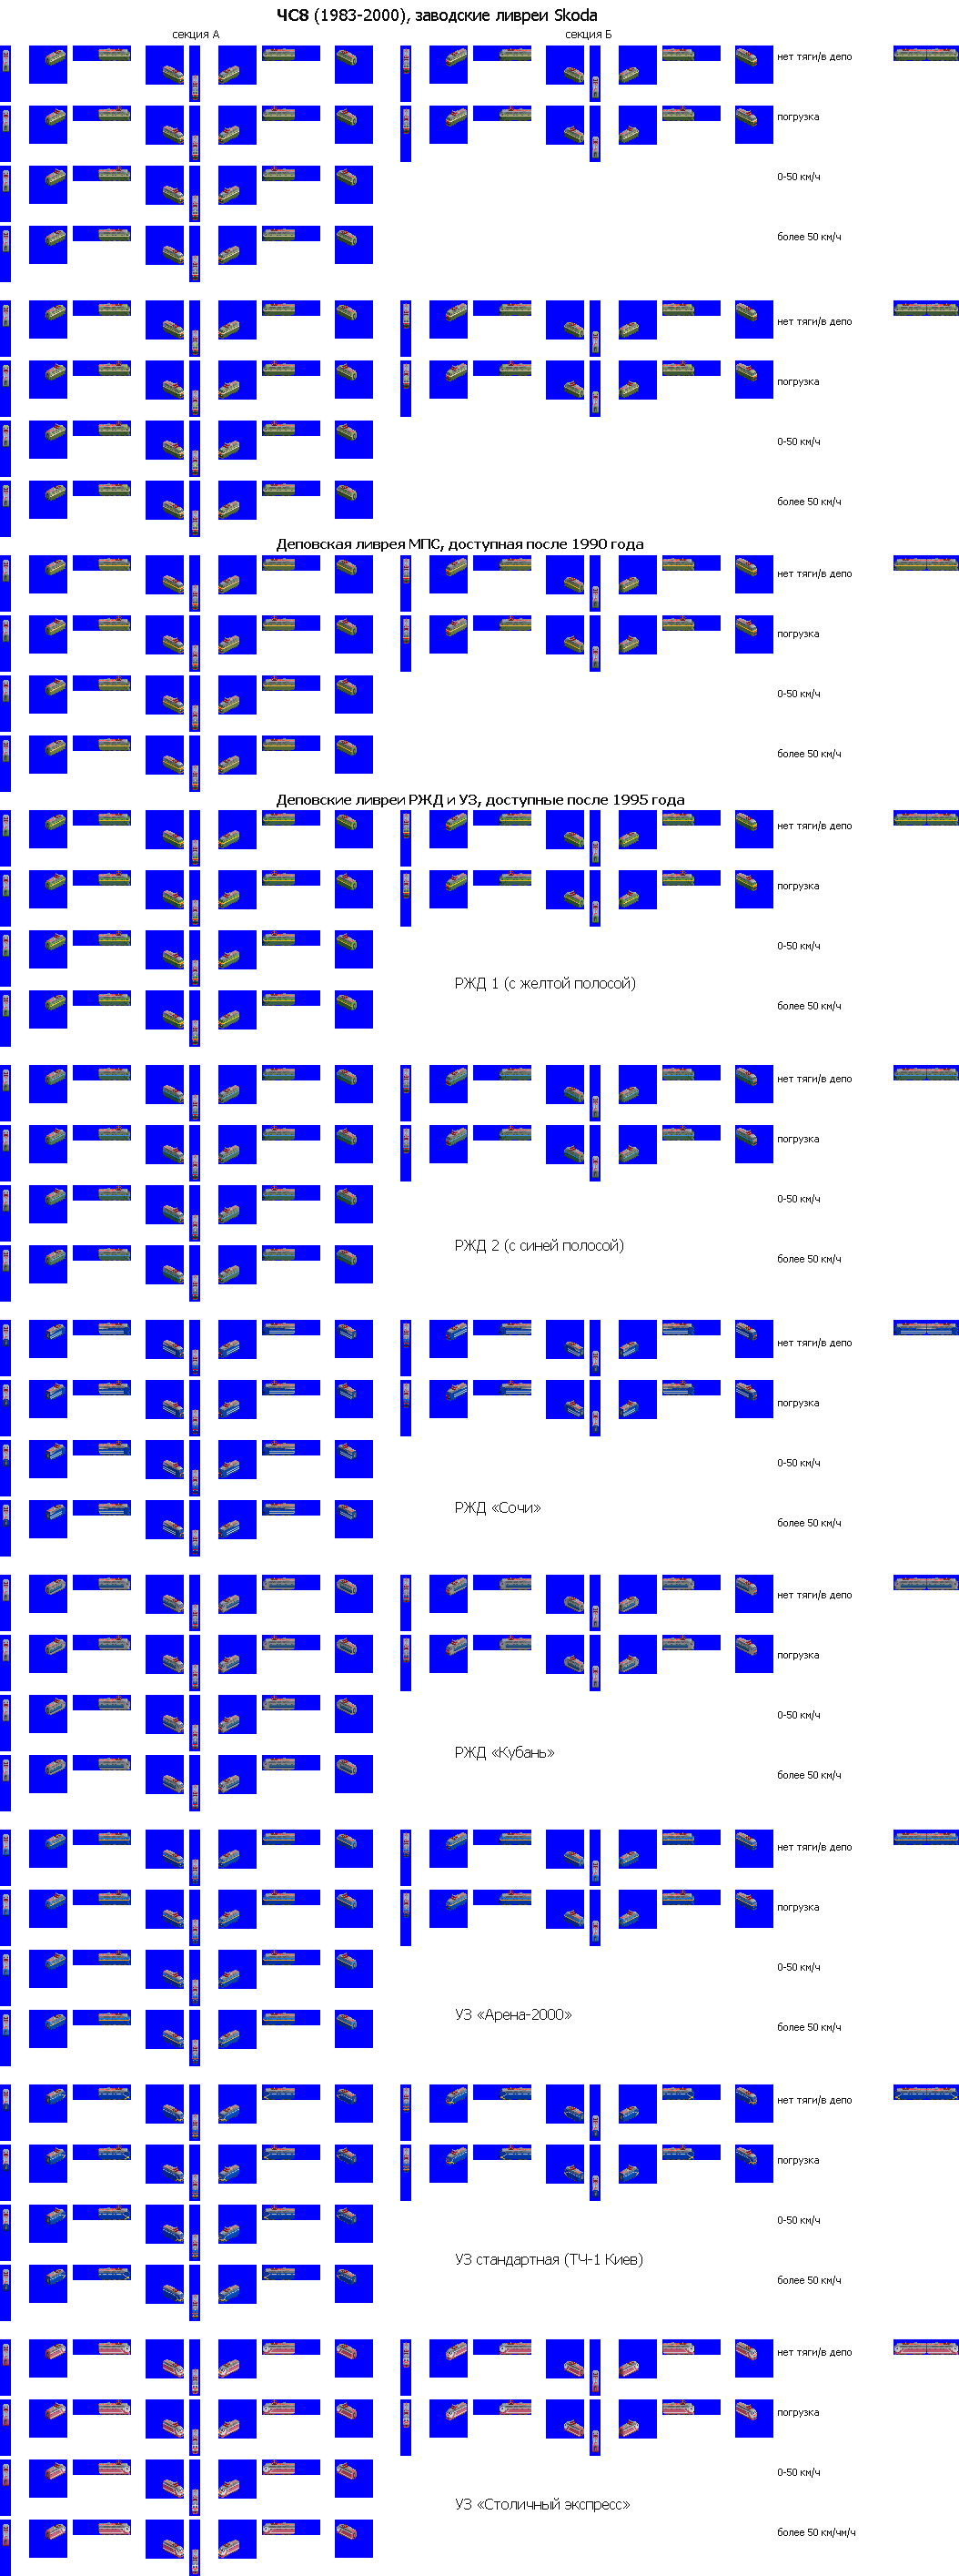 ЧС8 (1983-2000), заводские ливреи Skoda
секция А
секция Б
нет тяги/в депо
погрузка
0-50 км/ч
более 50 км/ч
нет тяги/в депо
погрузка
0-50 км/ч
более 50 км/ч
Деповская ливрея МПС, доступная после 1990 года
нет тяги/в депо
погрузка
0-50 км/ч
более 50 км/ч
Деповские ливреи РЖД и УЗ, доступные после 1995 года
нет тяги/в депо
погрузка
0-50 км/ч
РЖД 1 (с желтой полосой)
более 50 км/ч
нет тяги/в депо
погрузка
0-50 км/ч
РЖД 2 (с синей полосой)
более 50 км/ч
нет тяги/в депо
погрузка
0-50 км/ч
РЖД «Сочи»
более 50 км/ч
нет тяги/в депо
погрузка
0-50 км/ч
РЖД «Кубань»
более 50 км/ч
нет тяги/в депо
погрузка
0-50 км/ч
УЗ «Арена-2000»
более 50 км/ч
нет тяги/в депо
погрузка
0-50 км/ч
УЗ стандартная (ТЧ-1 Киев)
более 50 км/ч
нет тяги/в депо
погрузка
0-50 км/ч
УЗ «Столичный экспресс»
более 50 км/чм/ч